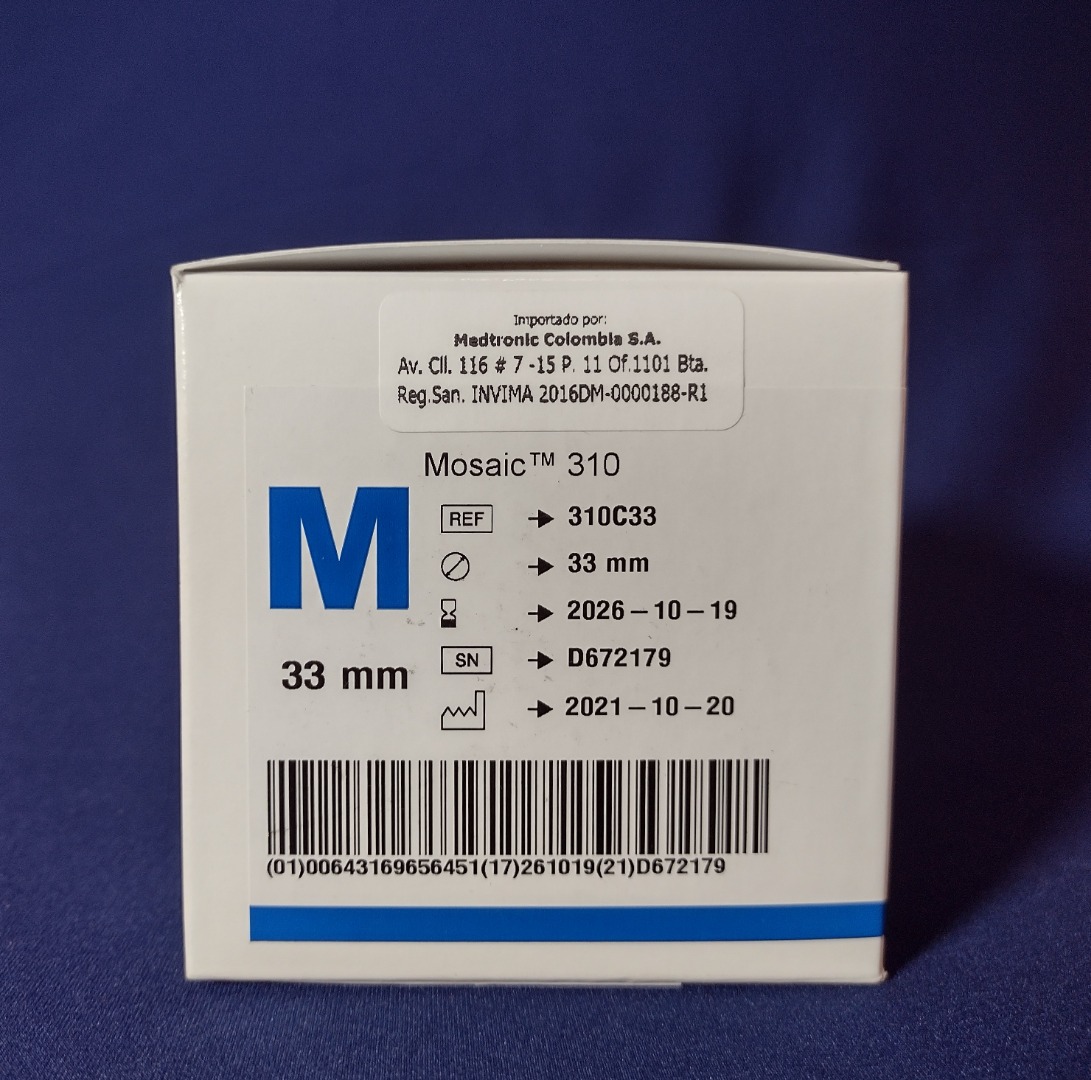 Importado por:
Medtronic Colombia S.A.
Av. Cll. 116 # 7 -15 P. 11 Of.1101 Bta.
Reg.San. INVIMA 2016DM-0000188-R1
Mosaic™ 310
M
33 mm
REF → 310C33
→ 33 mm
→ 2026-10-19
SN → D672179
→ 2021-10-20
(01)00643169656451(17)261019(21)D672179